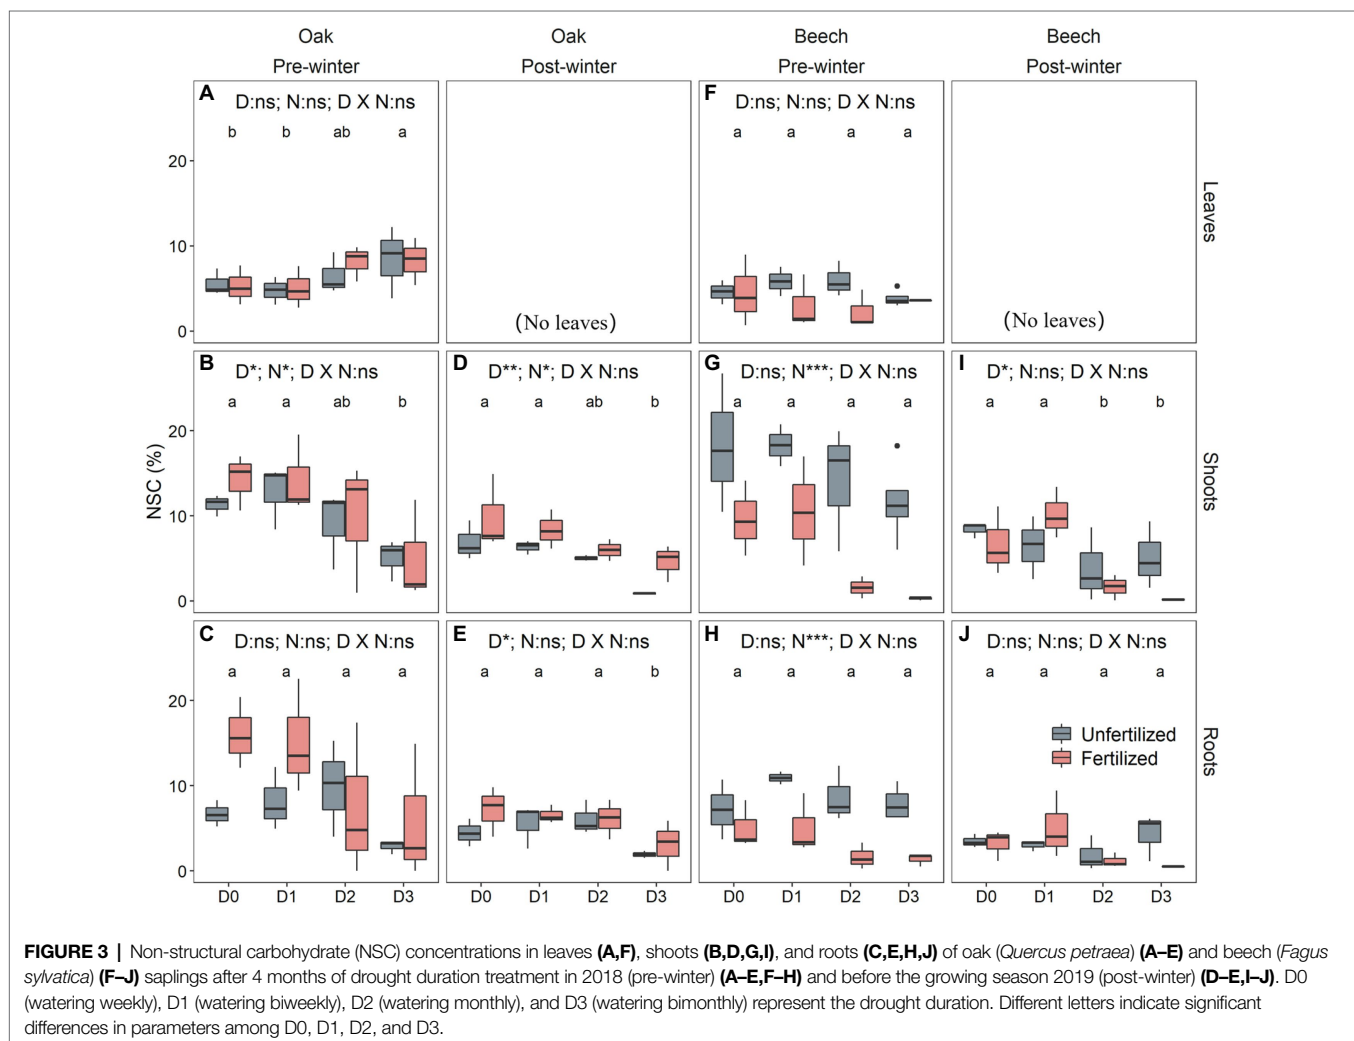 Oak Oak Beech Beech
Pre-winter Post-winter Pre-winter Post-winter
A
D:ns; N:ns; D X N:ns
b b ab a
20
10
0
(No leaves)
F
D:ns; N:ns; D X N:ns
a a a a
(No leaves)
Leaves
NSC (%)
B
D*; N*; D X N:ns
a a ab b
20
10
0
D
D**; N*; D X N:ns
a a ab b
G
D:ns; N***; D X N:ns
a a a a
I
D*; N:ns; D X N:ns
a a b b
Shoots
C
D:ns; N:ns; D X N:ns
a a a a
20
10
0
E
D*; N:ns; D X N:ns
a a a b
H
D:ns; N***; D X N:ns
a a a a
J
D:ns; N:ns; D X N:ns
a a a a
Unfertilized
Fertilized
Roots
D0 D1 D2 D3 D0 D1 D2 D3 D0 D1 D2 D3 D0 D1 D2 D3
FIGURE 3 | Non-structural carbohydrate (NSC) concentrations in leaves (A,F), shoots (B,D,G,I), and roots (C,E,H,J) of oak (Quercus petraea) (A–E) and beech (Fagus
sylvatica) (F–J) saplings after 4 months of drought duration treatment in 2018 (pre-winter) (A–E,F–H) and before the growing season 2019 (post-winter) (D–E,I–J). D0
(watering weekly), D1 (watering biweekly), D2 (watering monthly), and D3 (watering bimonthly) represent the drought duration. Different letters indicate significant
differences in parameters among D0, D1, D2, and D3.